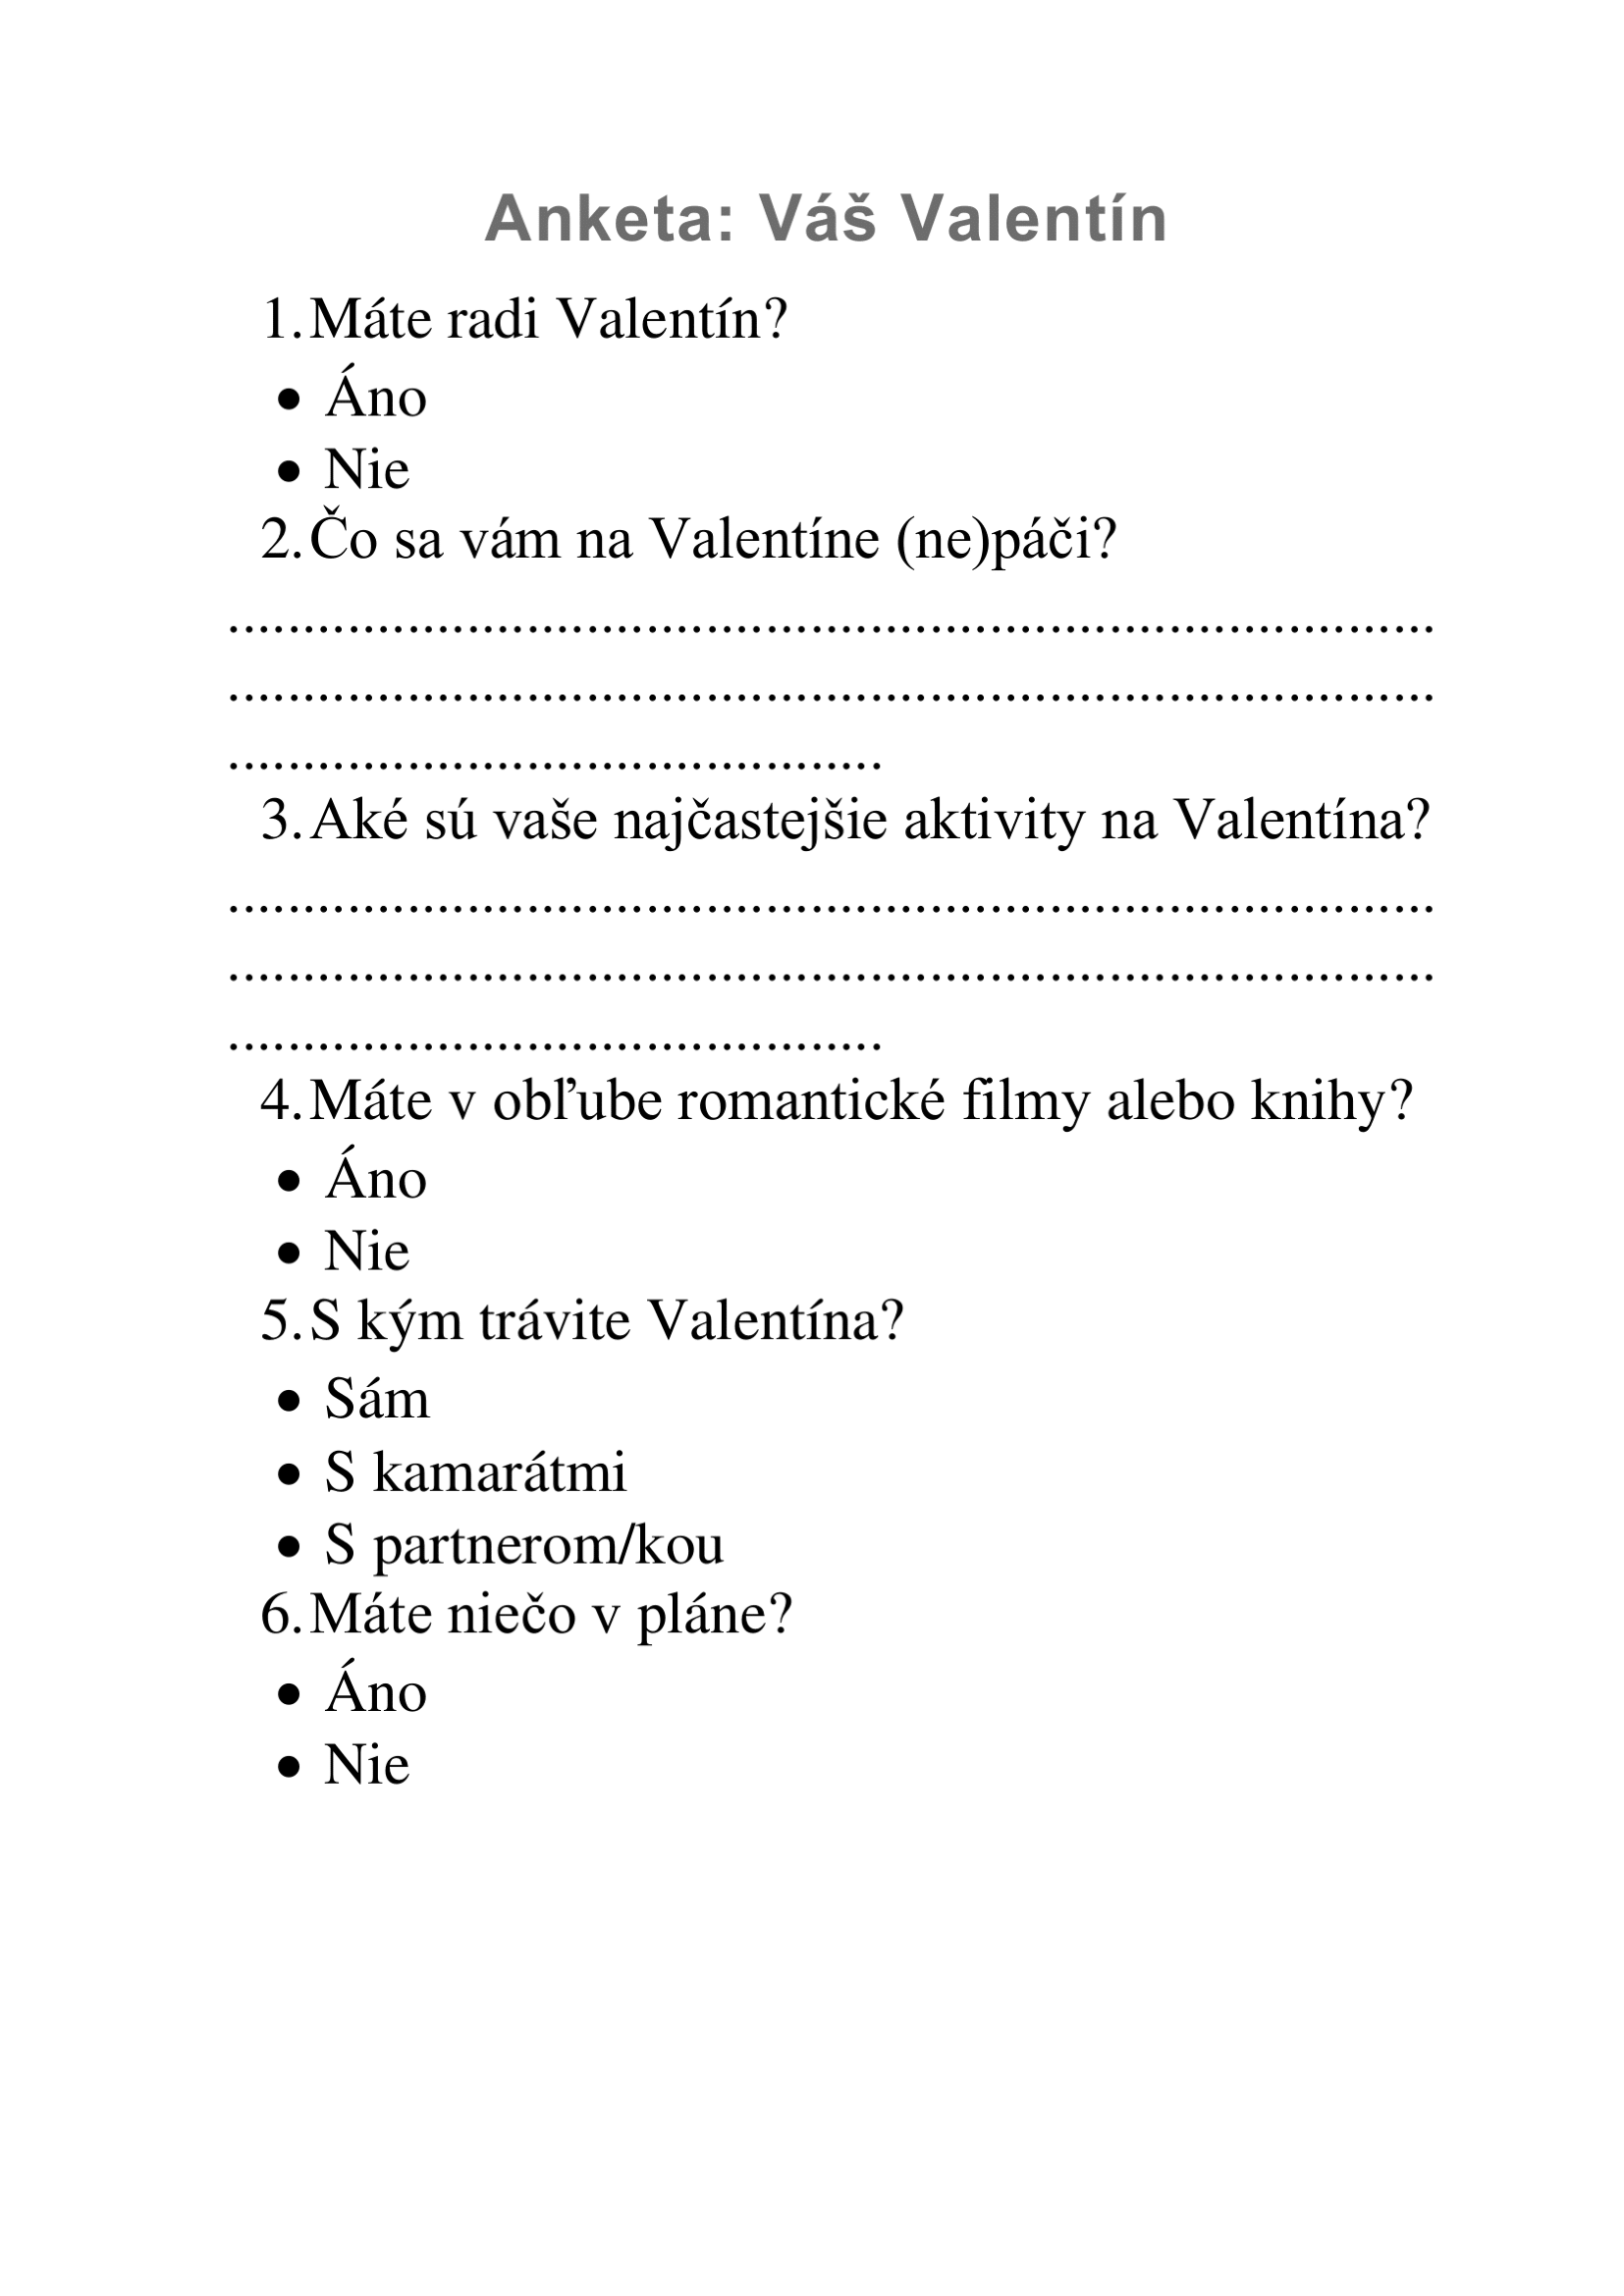 Anketa: Váš Valentín
1. Máte radi Valentín?
● Áno
● Nie
2. Čo sa vám na Valentíne (ne)páči?
.................................................................................
.................................................................................
............................................
3. Aké sú vaše najčastejšie aktivity na Valentína?
.................................................................................
.................................................................................
............................................
4. Máte v obľube romantické filmy alebo knihy?
● Áno
● Nie
5. S kým trávite Valentína?
● Sám
● S kamarátmi
● S partnerom/kou
6. Máte niečo v pláne?
● Áno
● Nie